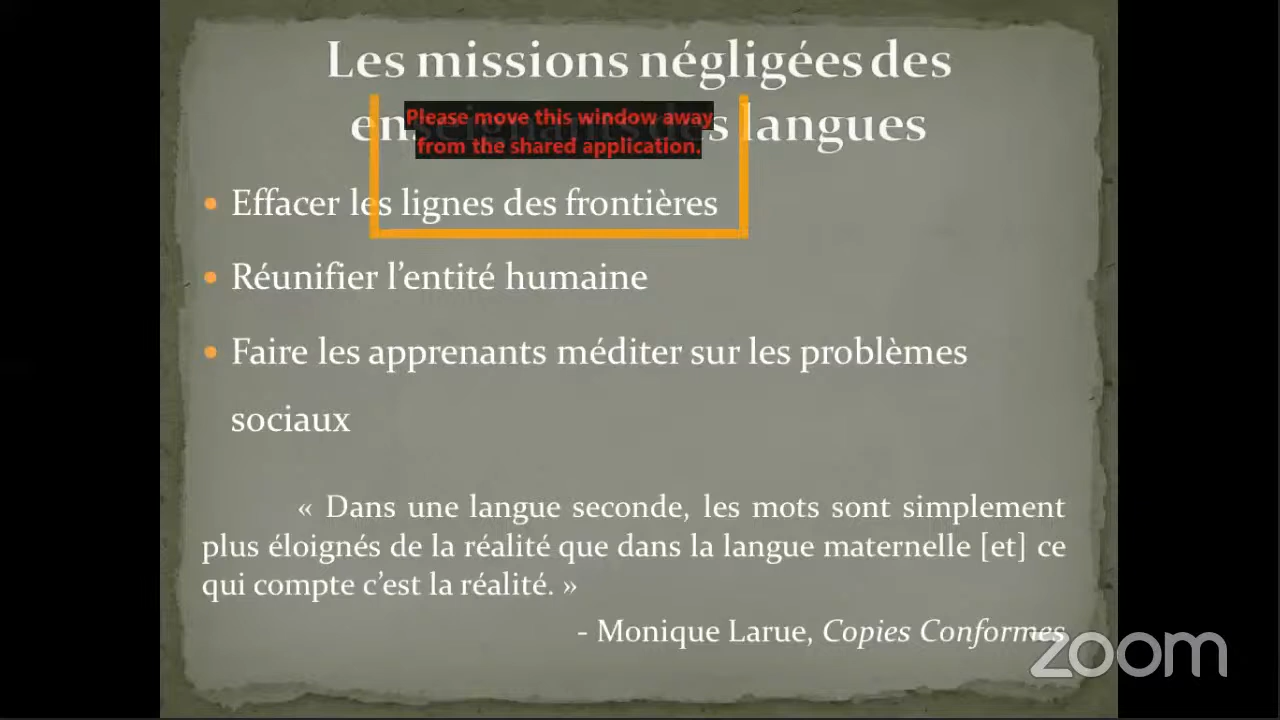 Les missions négligées des
enseignants des langues
Please move this window away
from the shared application.
• Effacer les lignes des frontières
• Réunifier l’entité humaine
• Faire les apprenants méditer sur les problèmes
sociaux
« Dans une langue seconde, les mots sont simplement
plus éloignés de la réalité que dans la langue maternelle [et] ce
qui compte c’est la réalité. »
- Monique Larue, Copies Conformes
zoom